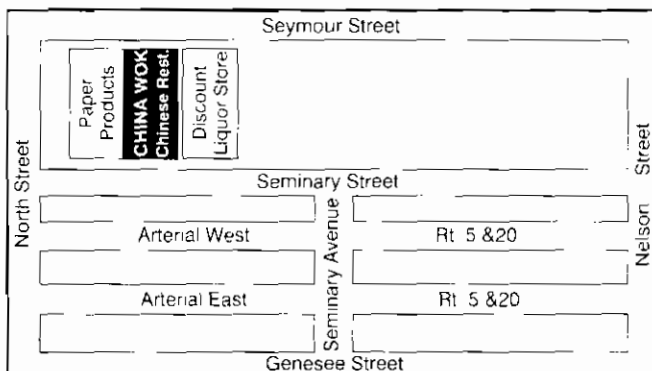 Seymour Street
Paper
Products
CHINA WOK
Chinese Rest.
Discount
Liquor Store
North Street
Nelson Street
Seminary Street
Seminary Avenue
Arterial West
Rt 5 &20
Arterial East
Rt 5 &20
Genesee Street